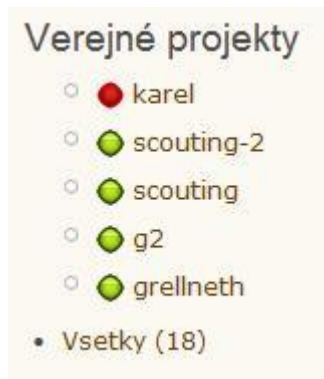 Verejné projekty
karel
scouting-2
scouting
g2
grellneth
Vsetky (18)